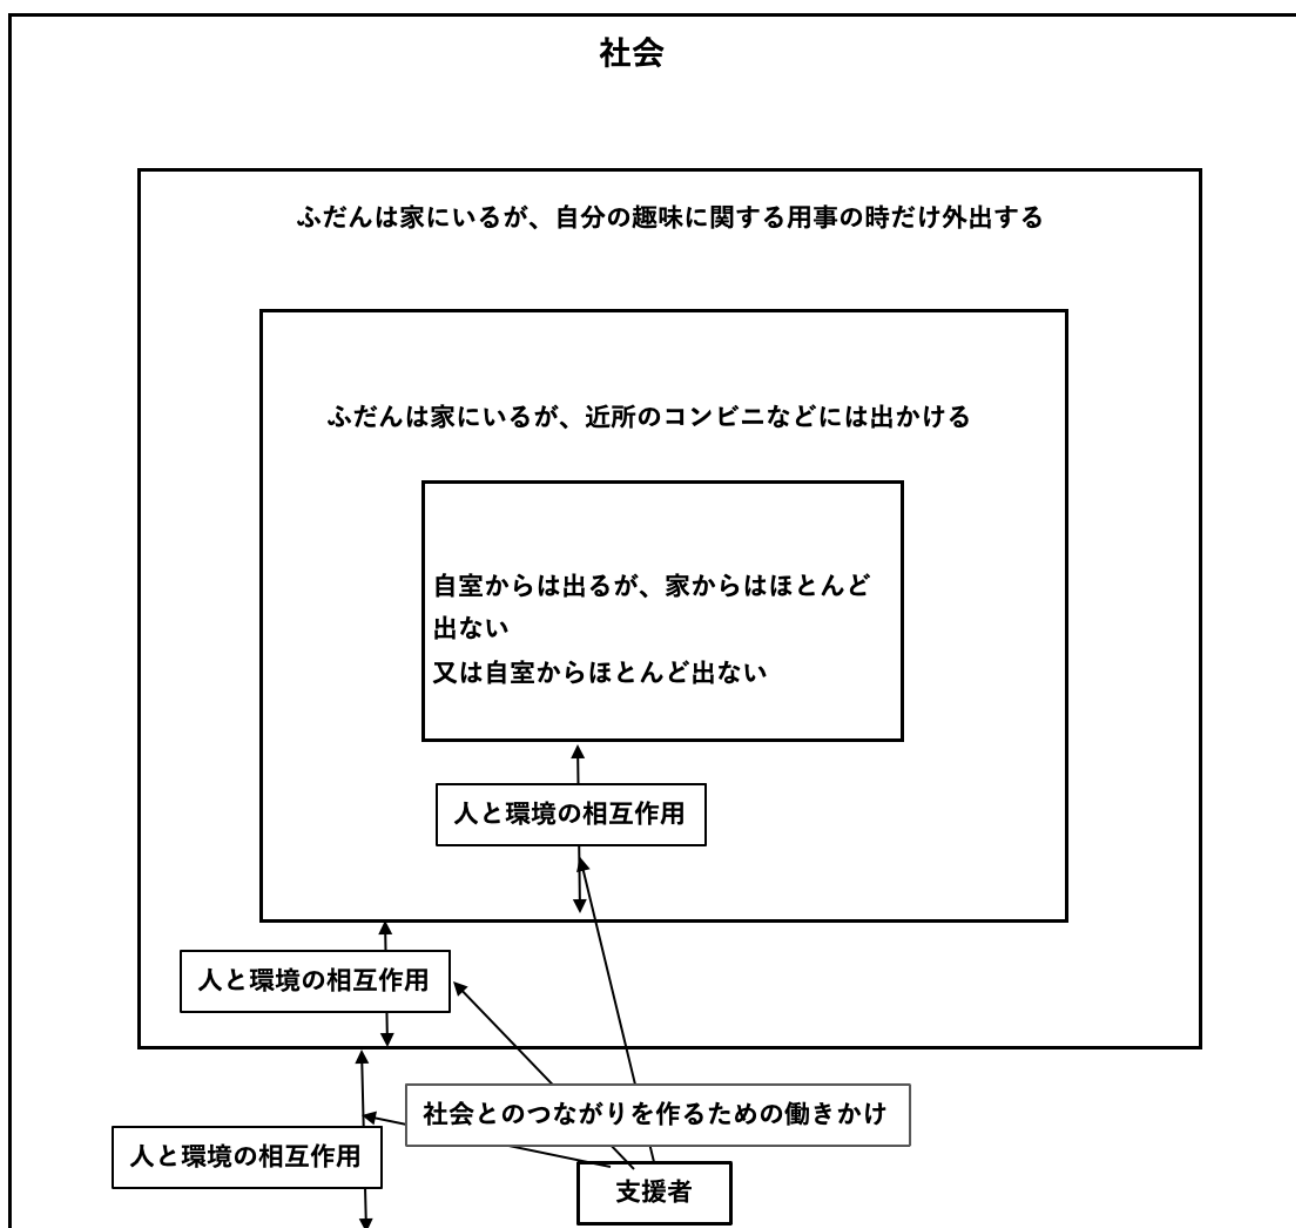 社会
ふだんは家にいるが、自分の趣味に関する用事の時だけ外出する
ふだんは家にいるが、近所のコンビニなどには出かける
自室からは出るが、家からはほとんど
出ない
又は自室からほとんど出ない
人と環境の相互作用
人と環境の相互作用
社会とのつながりを作るための働きかけ
人と環境の相互作用
支援者